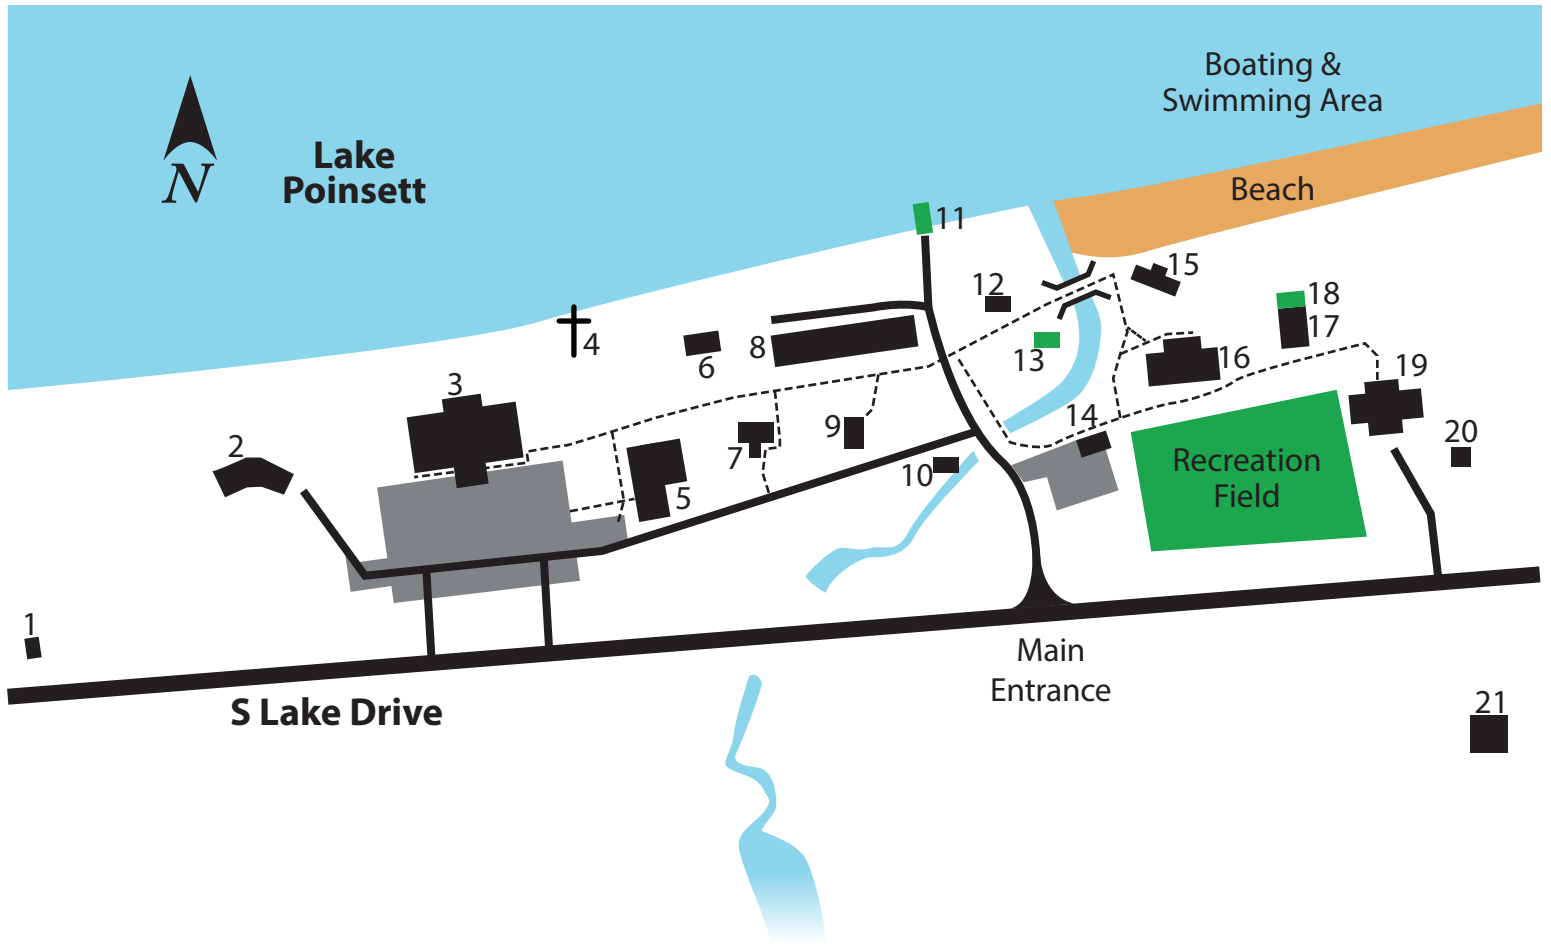 Boating &
Swimming Area
Lake
Poinsett
N
Beach
11
15
12
18
17
4
8
6
13
16
3
19
14
2
7
9
20
10
5
Recreation
Field
1
Main
Entrance
S Lake Drive
21